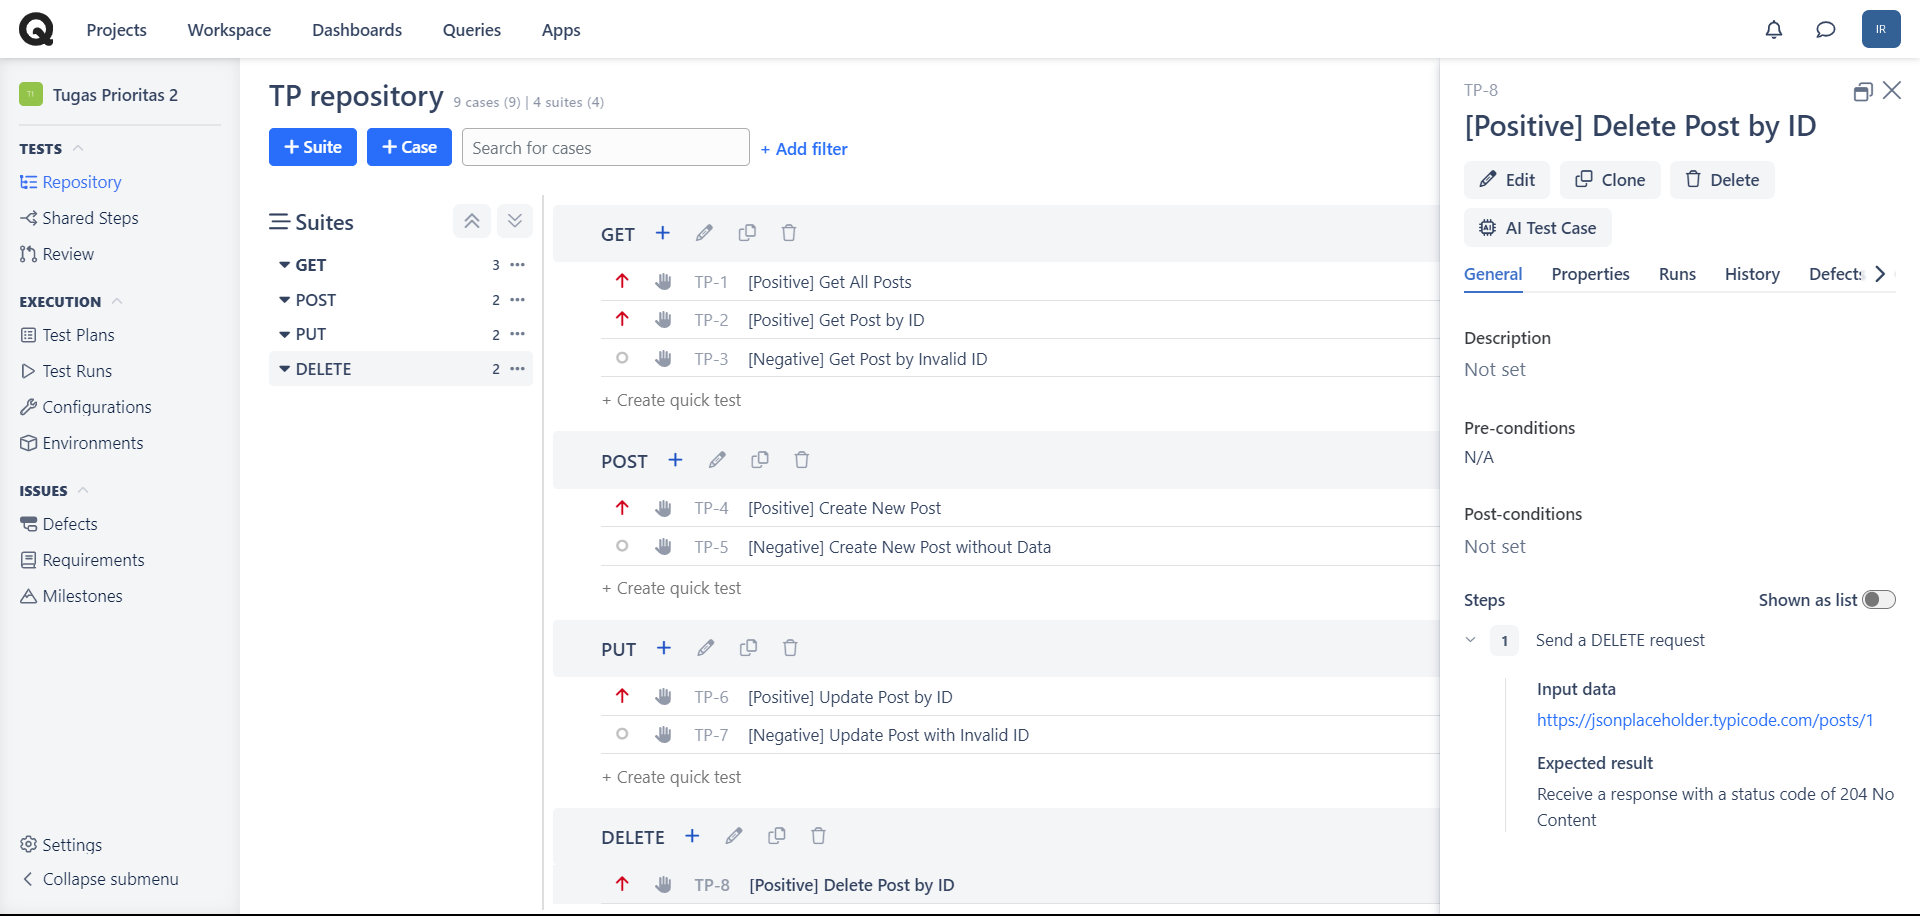 Projects Workspace Dashboards Queries Apps IR
TI Tugas Prioritas 2
TESTS
Repository
Shared Steps
Review
EXECUTION
Test Plans
Test Runs
Configurations
Environments
ISSUES
Defects
Requirements
Milestones
Settings
Collapse submenu
TP repository 9 cases (9) | 4 suites (4)
+ Suite + Case Search for cases + Add filter
Suites
GET 3 ...
POST 2 ...
PUT 2 ...
DELETE 2 ...
GET +
TP-1 [Positive] Get All Posts
TP-2 [Positive] Get Post by ID
TP-3 [Negative] Get Post by Invalid ID
+ Create quick test
POST +
TP-4 [Positive] Create New Post
TP-5 [Negative] Create New Post without Data
+ Create quick test
PUT +
TP-6 [Positive] Update Post by ID
TP-7 [Negative] Update Post with Invalid ID
+ Create quick test
DELETE +
TP-8 [Positive] Delete Post by ID
TP-8
[Positive] Delete Post by ID
Edit Clone Delete
AI Test Case
General Properties Runs History Defects
Description
Not set
Pre-conditions
N/A
Post-conditions
Not set
Steps Shown as list
1 Send a DELETE request
Input data
https://jsonplaceholder.typicode.com/posts/1
Expected result
Receive a response with a status code of 204 No
Content